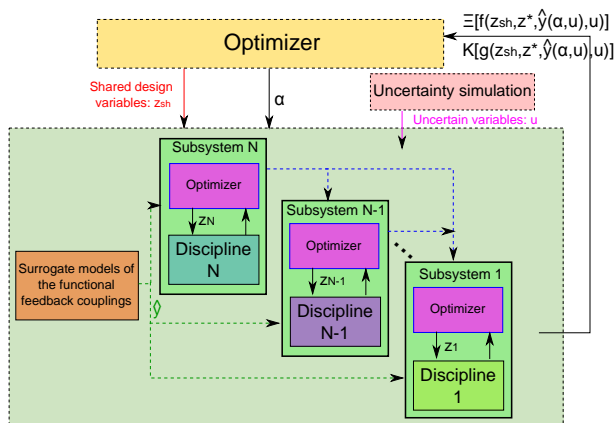 Optimizer
Ξ[f(zsh,z*,ŷ(α,u),u)]
K[g(zsh,z*,ŷ(α,u),u)]
Shared design
variables: zsh
α
Uncertainty simulation
Uncertain variables: u
Subsystem N
Optimizer
zN
Discipline
N
Subsystem N-1
Optimizer
zN-1
Discipline
N-1
Subsystem 1
Optimizer
z1
Discipline
1
Surrogate models of
the functional
feedback couplings
ŷ